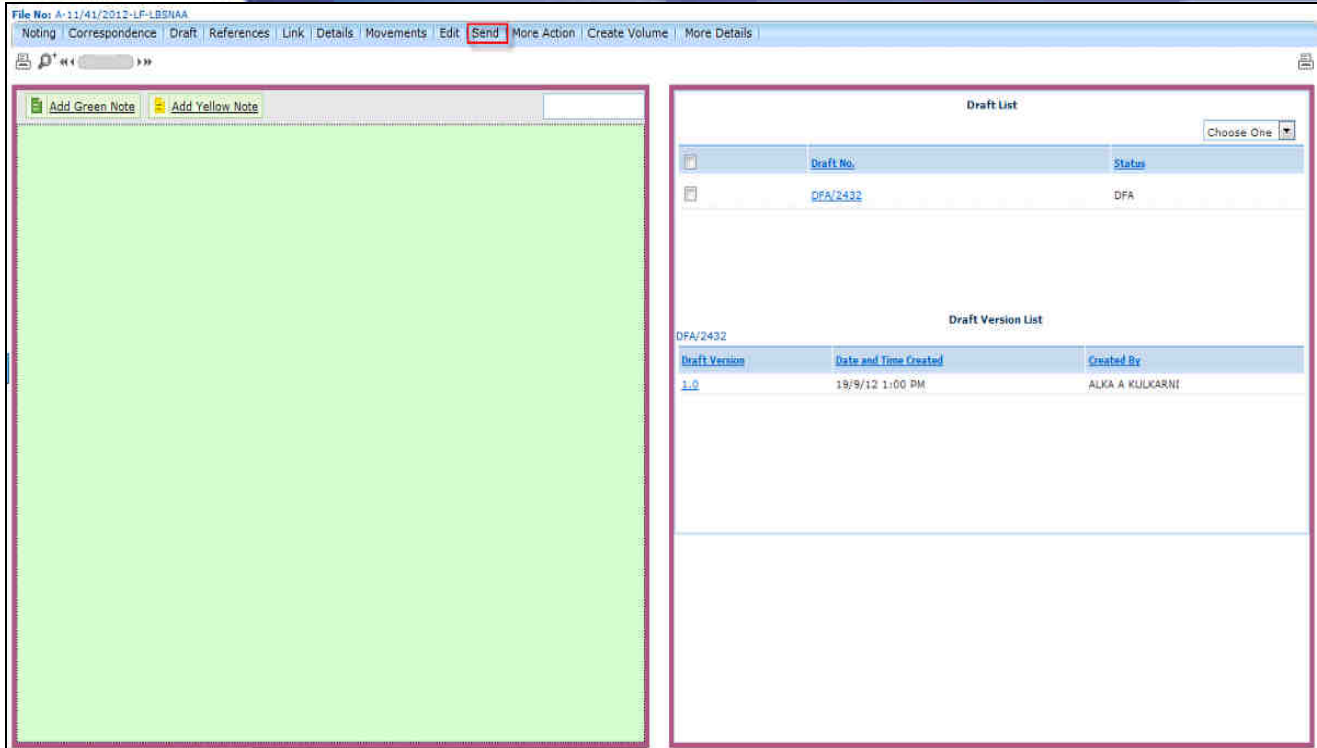 File No: A-11/41/2012-LF-LBSNAA
Noting | Correspondence | Draft | References | Link | Details | Movements | Edit | Send | More Action | Create Volume | More Details |
Add Green Note Add Yellow Note
Draft List
Choose One
Draft No. Status
DFA/2432 DFA
Draft Version List
DFA/2432
Draft Version Date and Time Created Created By
1.0 19/9/12 1:00 PM ALKA A KULKARNI